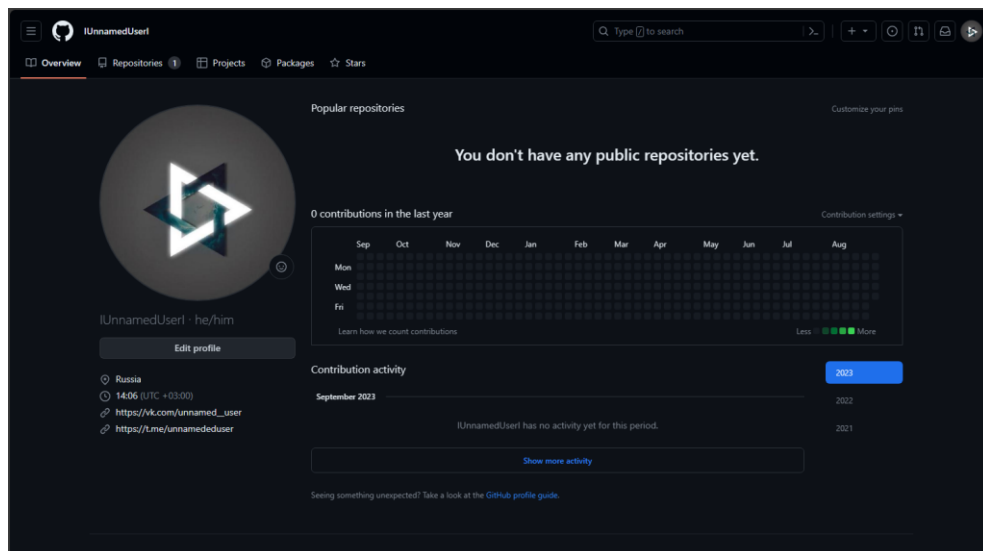 IUnnamedUserI
Type / to search
Overview Repositories 1 Projects Packages Stars
Popular repositories
Customize your pins
You don't have any public repositories yet.
0 contributions in the last year
Contribution settings
Sep Oct Nov Dec Jan Feb Mar Apr May Jun Jul Aug
Mon
Wed
Fri
Learn how we count contributions
Less More
IUnnamedUserI · he/him
Edit profile
Russia
14:06 (UTC +03:00)
https://vk.com/unnamed__user
https://t.me/unnamededuser
Contribution activity
2023
2022
2021
September 2023
IUnnamedUserI has no activity yet for this period.
Show more activity
Seeing something unexpected? Take a look at the GitHub profile guide.